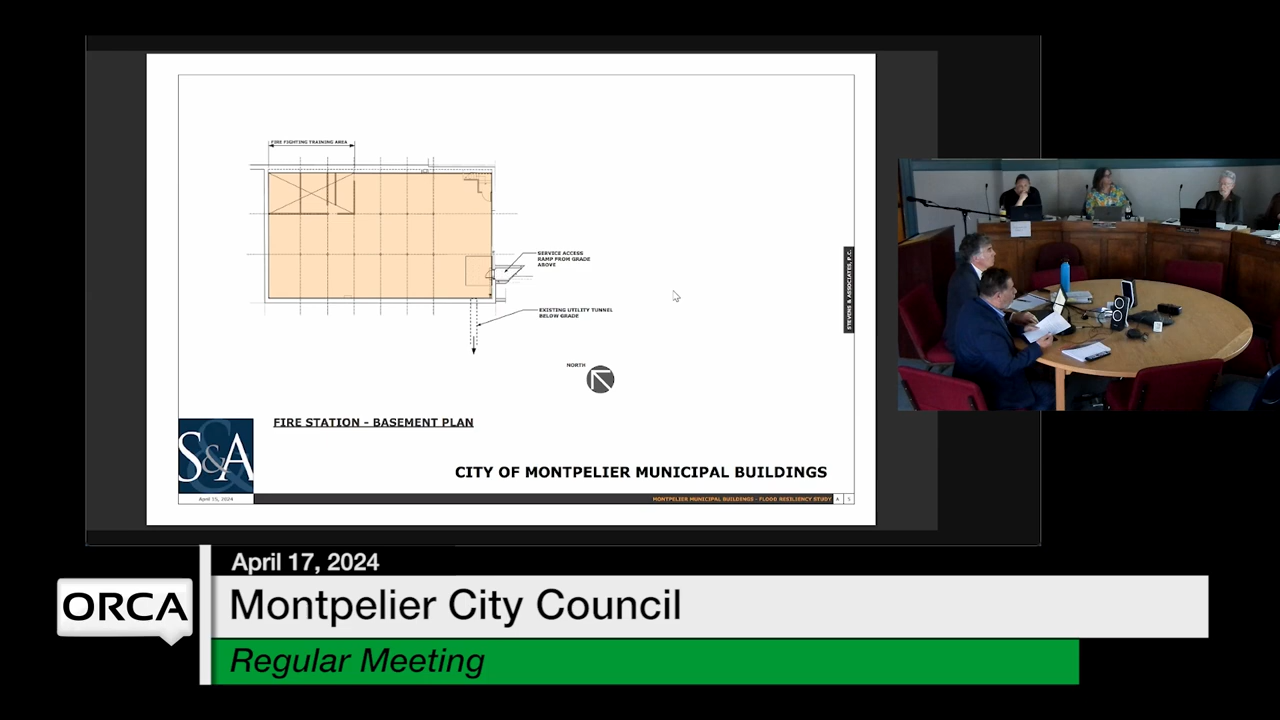 FIRE FIGHTING TRAINING AREA
SERVICE ACCESS
RAMP FROM GRADE
ABOVE
EXISTING UTILITY TUNNEL
BELOW GRADE
NORTH
STEVENS & ASSOCIATES, P.C.
FIRE STATION - BASEMENT PLAN
S&A
CITY OF MONTPELIER MUNICIPAL BUILDINGS
April 15, 2024
MONTPELIER MUNICIPAL BUILDINGS - FLOOD RESILIENCY STUDY
A 5
April 17, 2024
ORCA
Montpelier City Council
Regular Meeting